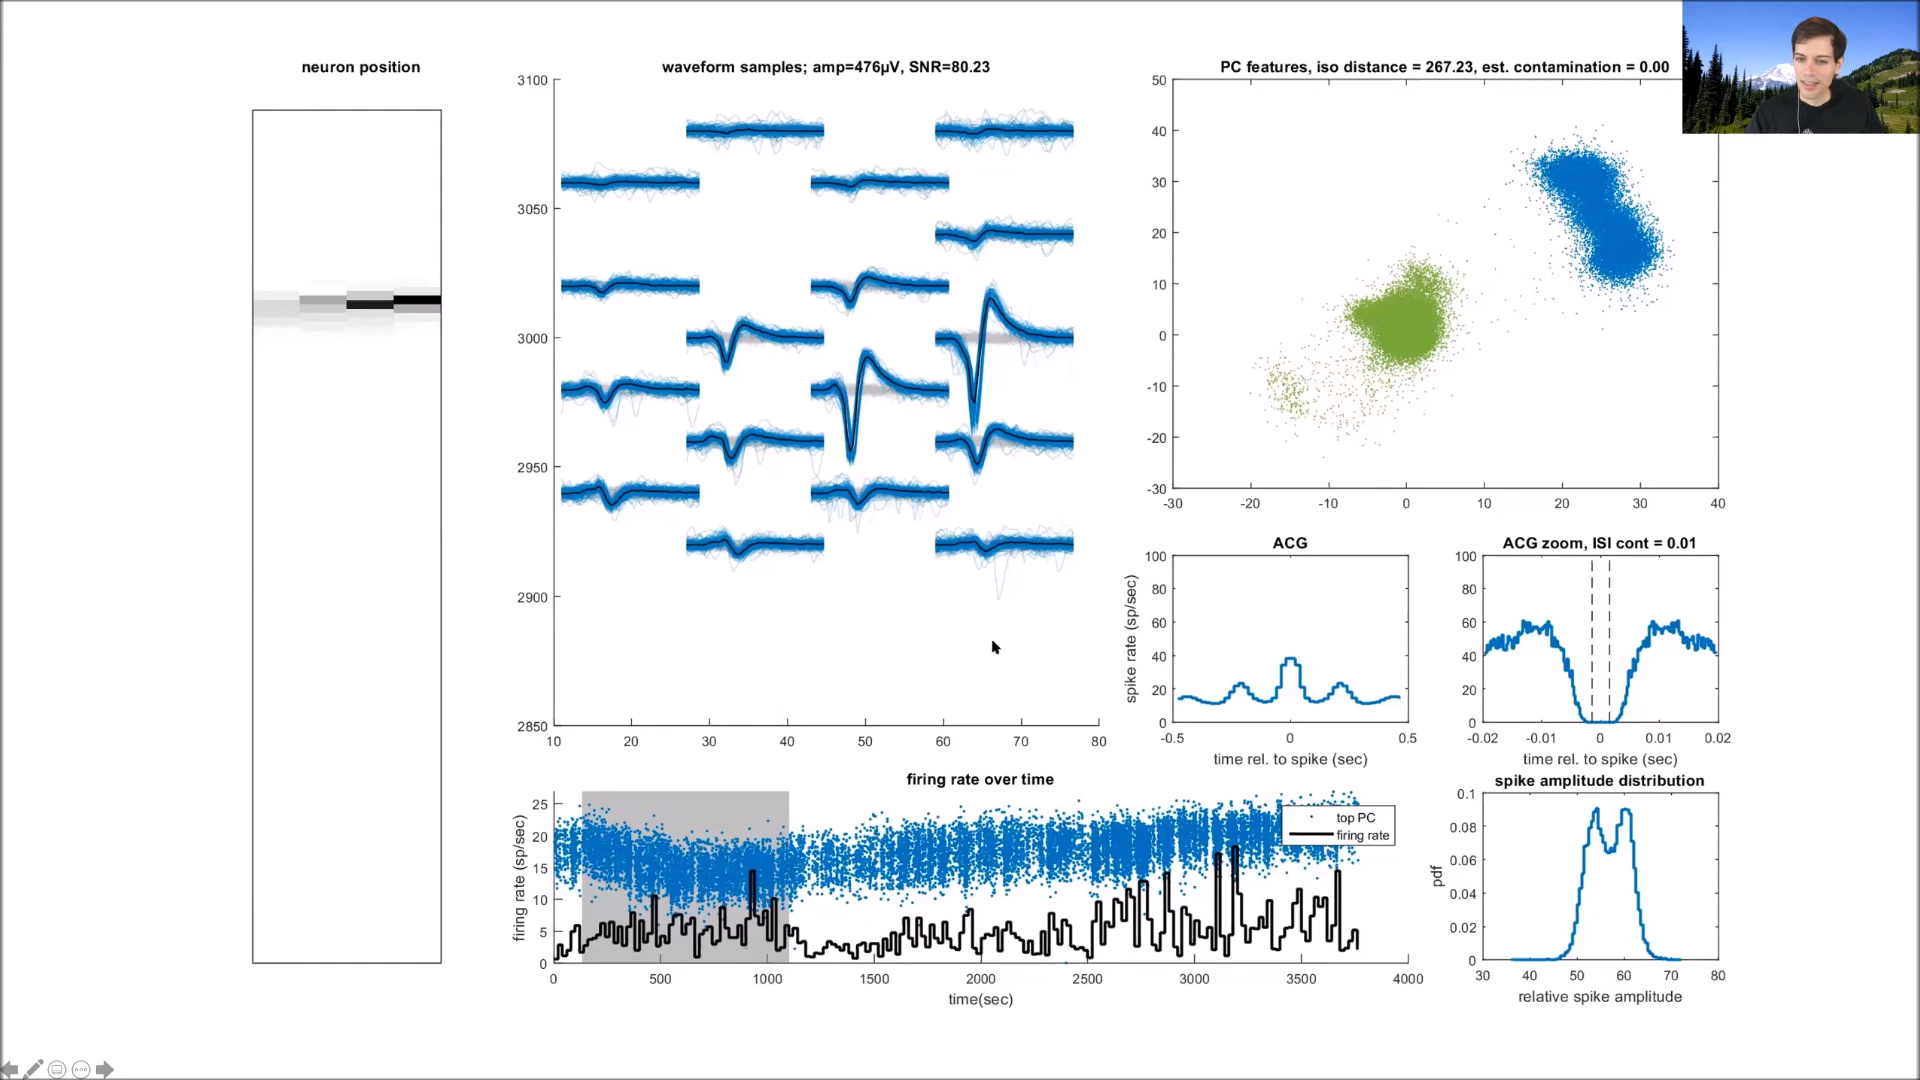 neuron position
waveform samples; amp=476µV, SNR=80.23
3100
3050
3000
2950
2900
2850
10 20 30 40 50 60 70 80
PC features, iso distance = 267.23, est. contamination = 0.00
50
40
30
20
10
0
-10
-20
-30
-30 -20 -10 0 10 20 30 40
ACG
100
80
60
40
20
0
spike rate (sp/sec)
-0.5 0 0.5
time rel. to spike (sec)
ACG zoom, ISI cont = 0.01
100
80
60
40
20
0
-0.02 -0.01 0 0.01 0.02
time rel. to spike (sec)
firing rate over time
25
20
15
10
5
0
firing rate (sp/sec)
top PC
firing rate
0 500 1000 1500 2000 2500 3000 3500 4000
time(sec)
spike amplitude distribution
0.1
0.08
0.06
0.04
0.02
0
pdf
30 40 50 60 70 80
relative spike amplitude